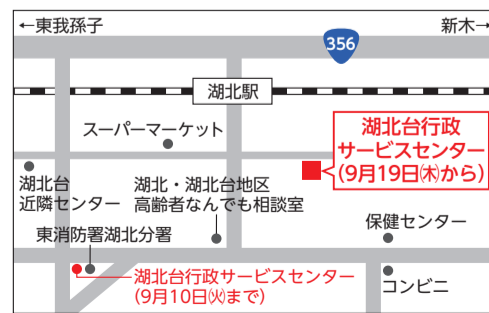 ←東我孫子
新木→
356
湖北駅
スーパーマーケット
湖北台行政
サービスセンター
(9月19日㈭から)
湖北台
近隣センター
湖北・湖北台地区
高齢者なんでも相談室
保健センター
東消防署湖北分署
湖北台行政サービスセンター
(9月10日㈫まで)
コンビニ